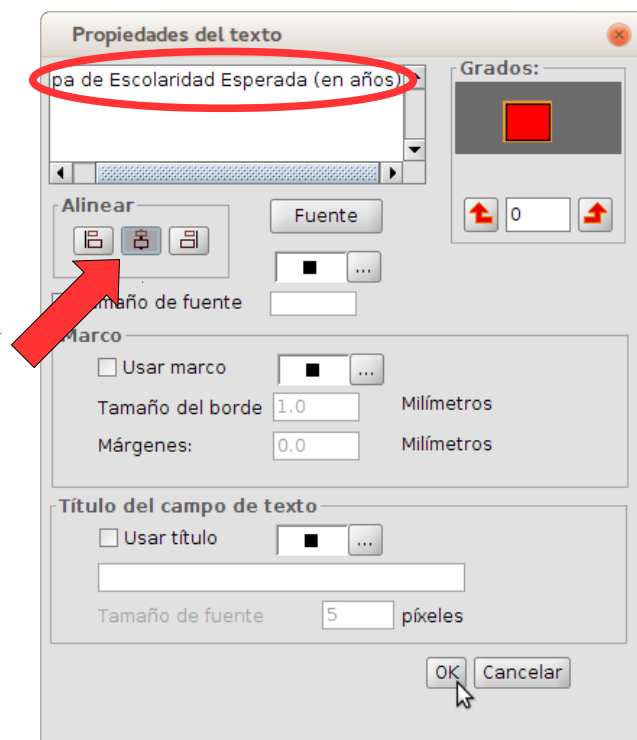 Propiedades del texto
pa de Escolaridad Esperada (en años)
Grados:
0
Alinear
Fuente
...
maño de fuente
Marco
Usar marco
...
Tamaño del borde 1.0 Milímetros
Márgenes: 0.0 Milímetros
Título del campo de texto
Usar título
...
Tamaño de fuente 5 píxeles
OK Cancelar